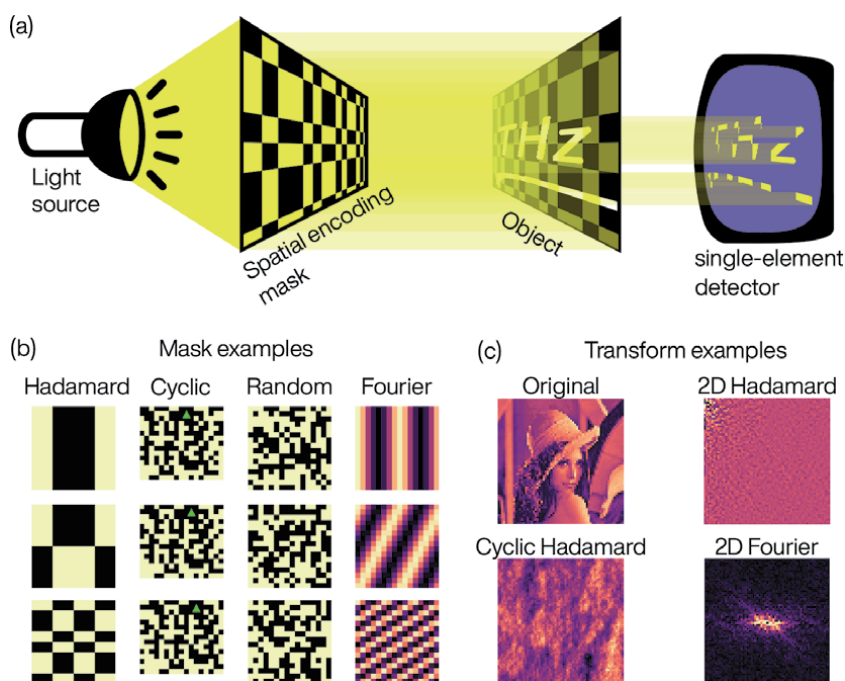 (a)
Light
source
Spatial encoding
mask
THz
Object
THz
single-element
detector
(b) Mask examples
Hadamard Cyclic Random Fourier
(c) Transform examples
Original 2D Hadamard
Cyclic Hadamard 2D Fourier